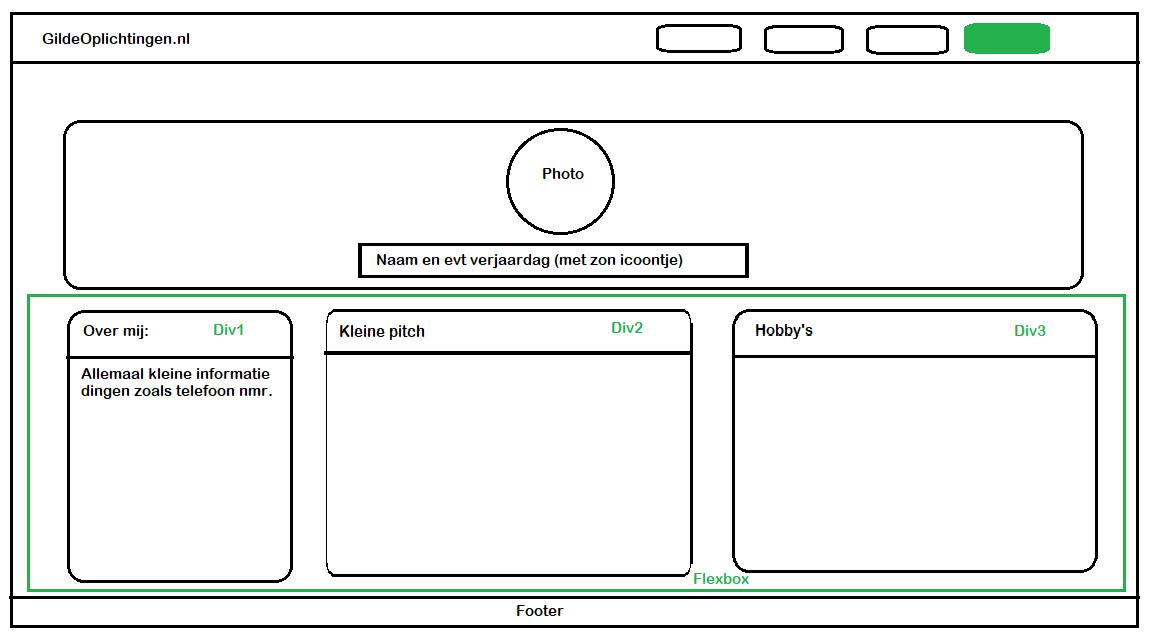 GildeOplichtingen.nl
Photo
Naam en evt verjaardag (met zon icoontje)
Over mij: Div1
Allemaal kleine informatie
dingen zoals telefoon nmr.
Kleine pitch Div2
Hobby's Div3
Flexbox
Footer